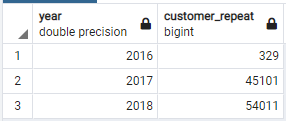 year customer_repeat
double precision bigint
1 2016 329
2 2017 45101
3 2018 54011